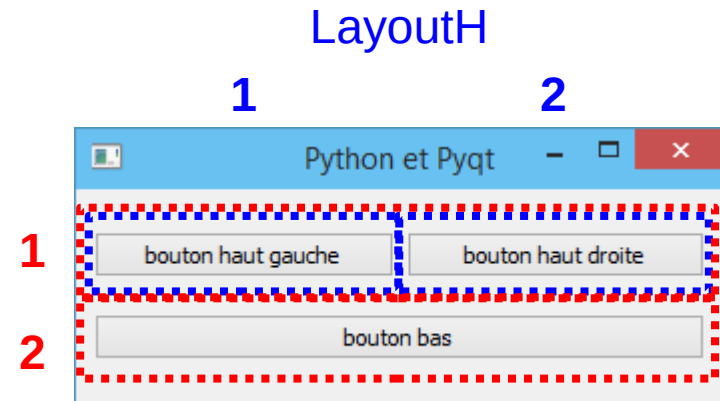 LayoutH
1 2
Python et Pyqt
1
bouton haut gauche bouton haut droite
2
bouton bas